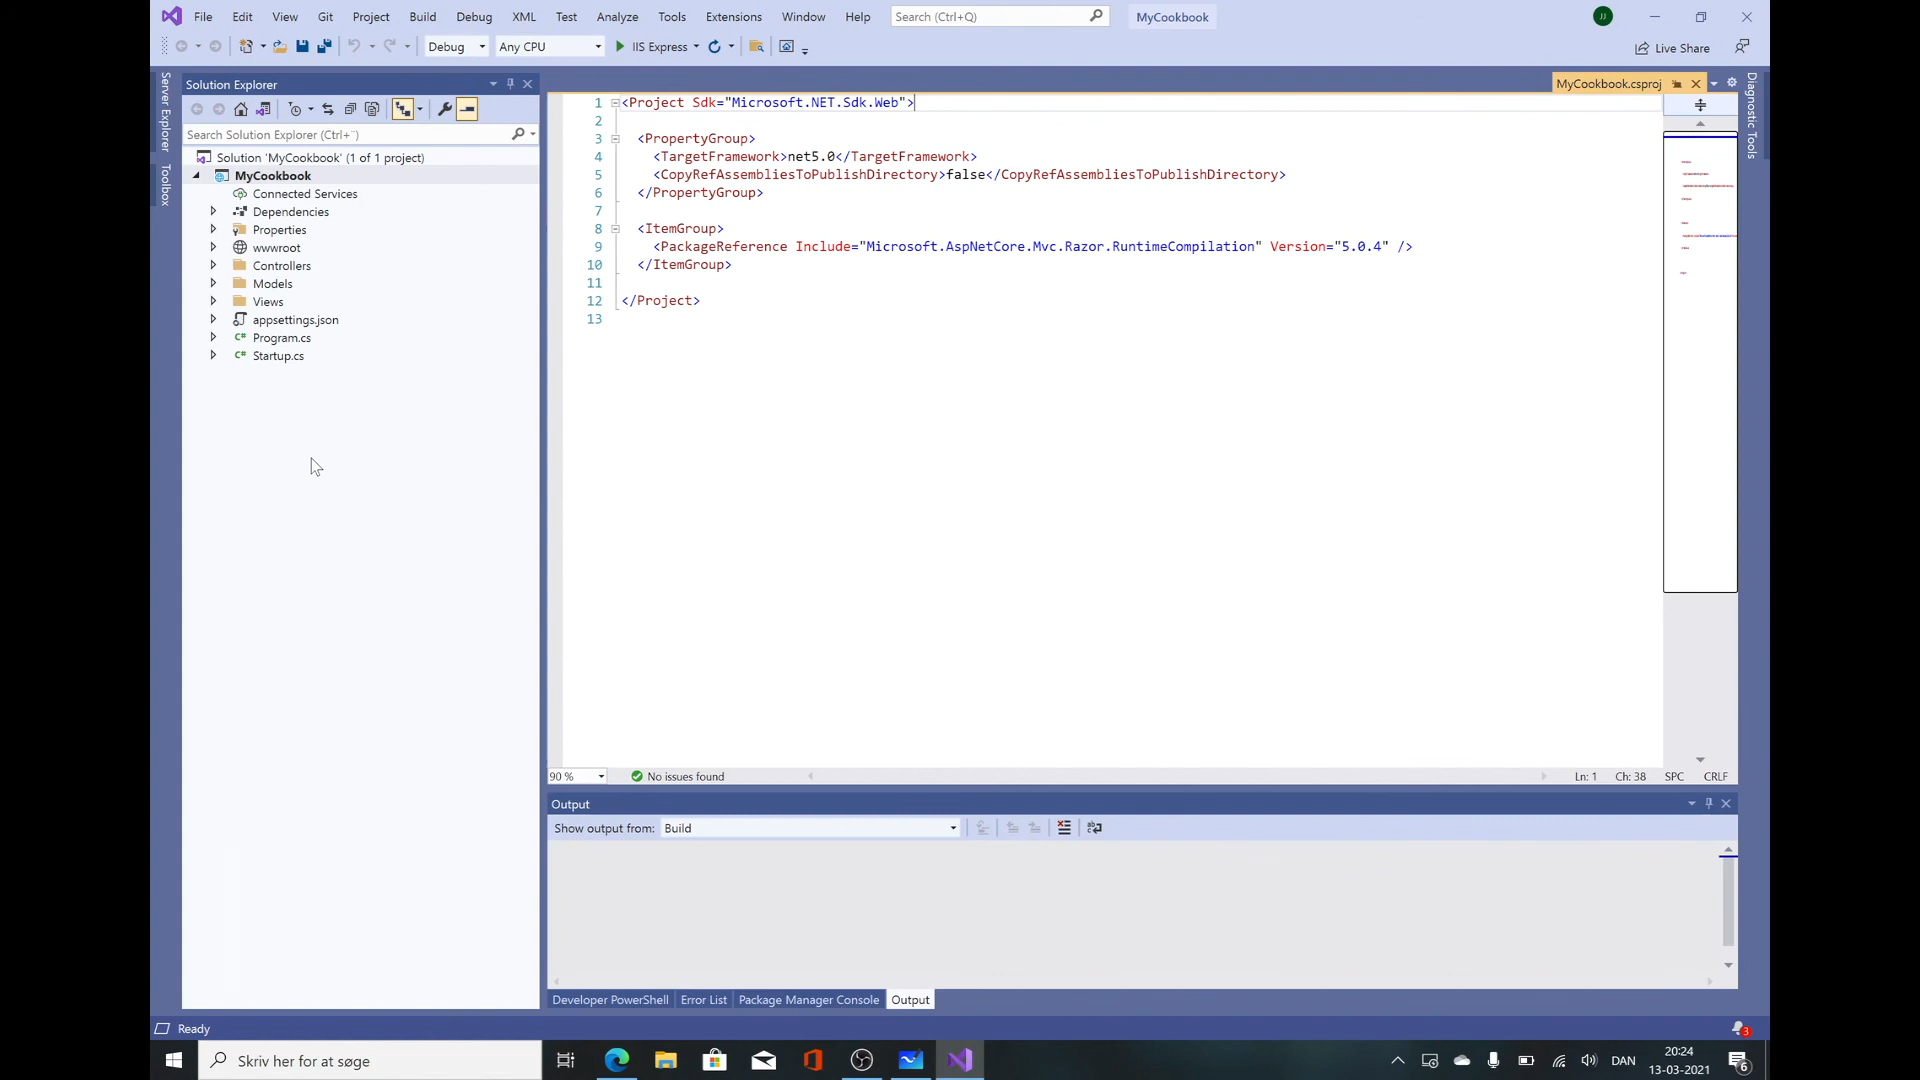 File Edit View Git Project Build Debug XML Test Analyze Tools Extensions Window Help Search (Ctrl+Q) MyCookbook JJ
Debug Any CPU IIS Express Live Share
Server Explorer
Toolbox
Solution Explorer
Search Solution Explorer (Ctrl+¨)
Solution 'MyCookbook' (1 of 1 project)
MyCookbook
Connected Services
Dependencies
Properties
wwwroot
Controllers
Models
Views
appsettings.json
C# Program.cs
C# Startup.cs
MyCookbook.csproj
1 <Project Sdk="Microsoft.NET.Sdk.Web">
2
3 <PropertyGroup>
4 <TargetFramework>net5.0</TargetFramework>
5 <CopyRefAssembliesToPublishDirectory>false</CopyRefAssembliesToPublishDirectory>
6 </PropertyGroup>
7
8 <ItemGroup>
9 <PackageReference Include="Microsoft.AspNetCore.Mvc.Razor.RuntimeCompilation" Version="5.0.4" />
10 </ItemGroup>
11
12 </Project>
13
Diagnostic Tools
90 % No issues found Ln: 1 Ch: 38 SPC CRLF
Output
Show output from: Build
Developer PowerShell Error List Package Manager Console Output
Ready 3
Skriv her for at søge DAN 20:24
13-03-2021 6